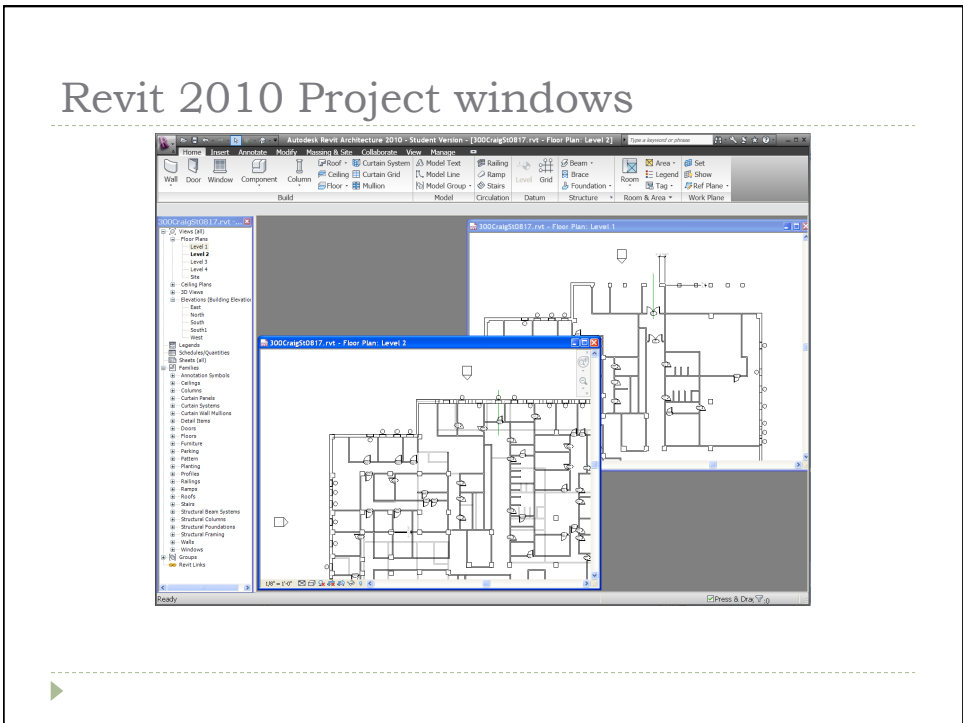 Revit 2010 Project windows
Autodesk Revit Architecture 2010 - Student Version - [300CraigSt0817.rvt - Floor Plan: Level 2]
Type a keyword or phrase
Home Insert Annotate Modify Massing & Site Collaborate View Manage
Wall Door Window Component Column
Roof Curtain System
Ceiling Curtain Grid
Floor Mullion
Model Text
Model Line
Model Group
Railing
Ramp
Stairs
Level Grid
Beam
Brace
Foundation
Room
Area
Legend
Tag
Set
Show
Ref Plane
Build Model Circulation Datum Structure Room & Area Work Plane
300CraigSt0817.rvt -...
Views (all)
Floor Plans
Level 1
Level 2
Level 3
Level 4
Site
Ceiling Plans
3D Views
Elevations (Building Elevatio
East
North
South
South1
West
Legends
Schedules/Quantities
Sheets (all)
Families
Annotation Symbols
Ceilings
Columns
Curtain Panels
Curtain Systems
Curtain Wall Mullions
Detail Items
Doors
Floors
Furniture
Parking
Pattern
Planting
Profiles
Railings
Ramps
Roofs
Stairs
Structural Beam Systems
Structural Columns
Structural Foundations
Structural Framing
Walls
Windows
Groups
Revit Links
300CraigSt0817.rvt - Floor Plan: Level 1
300CraigSt0817.rvt - Floor Plan: Level 2
1/8" = 1'-0"
Ready
Press & Drag
:0